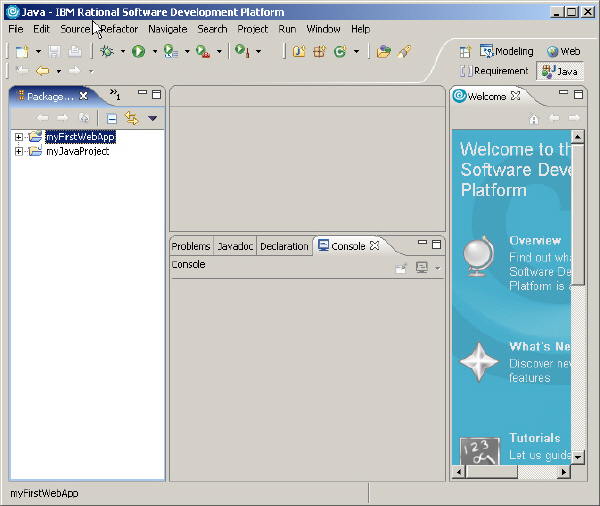 Java - IBM Rational Software Development Platform
File Edit Source Refactor Navigate Search Project Run Window Help
Modeling Web
Requirement Java
Package... 1
myFirstWebApp
myJavaProject
Problems Javadoc Declaration Console
Console
Welcome
Welcome to th
Software Deve
Platform
Overview
Find out wha
Software De
Platform is a
What's Ne
Discover new
features
123
Tutorials
Let us guide
myFirstWebApp